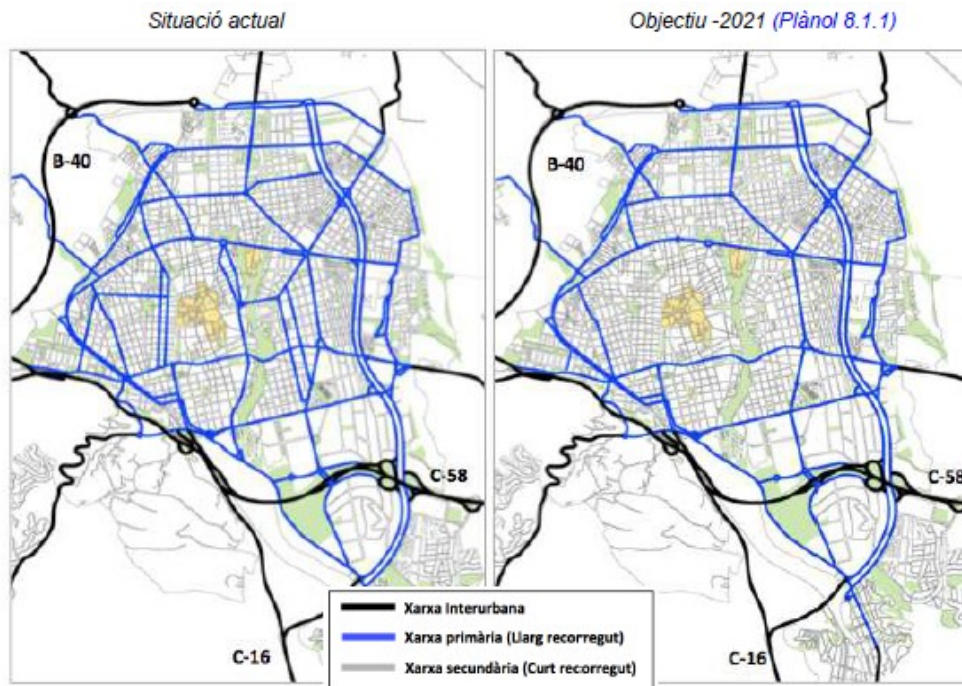 Situació actual
Objectiu -2021 (Plànol 8.1.1)
B-40
B-40
C-58
C-58
Xarxa Interurbana
Xarxa primària (Llarg recorregut)
Xarxa secundària (Curt recorregut)
C-16
C-16